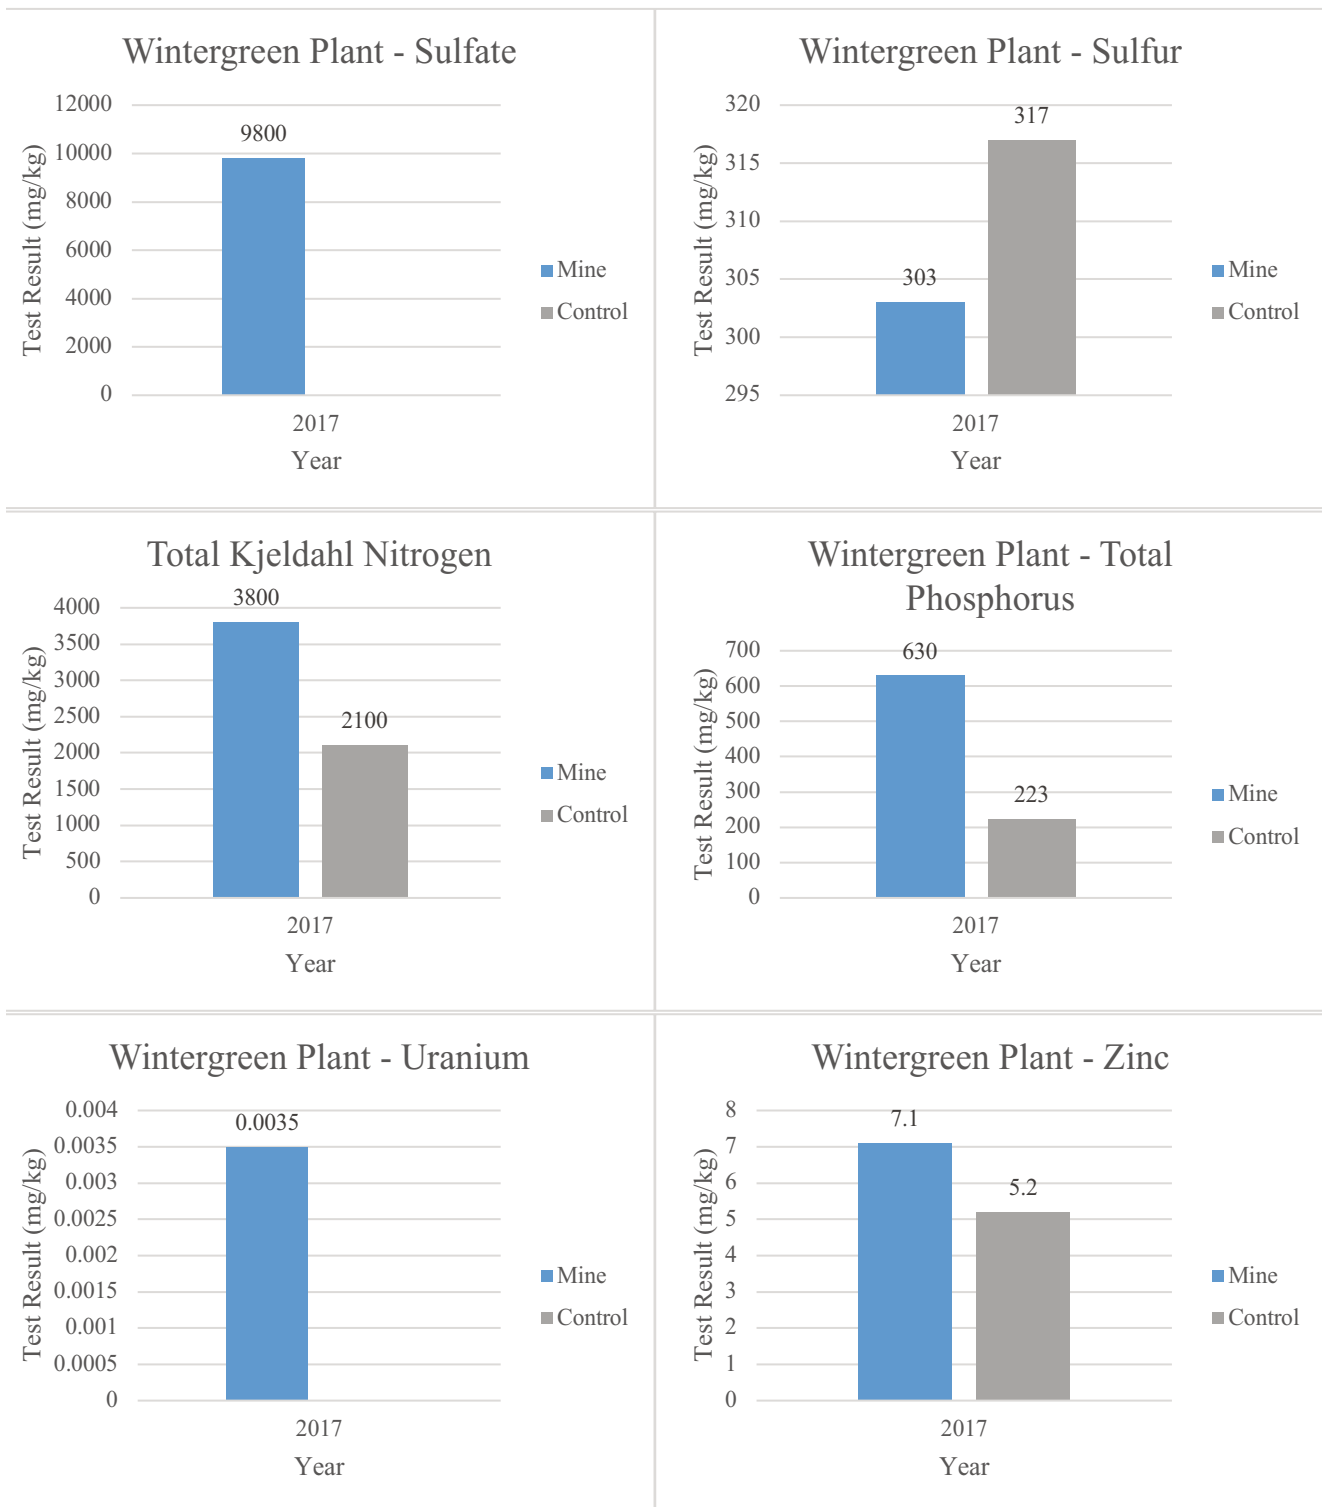 Wintergreen Plant - Sulfate
12000
10000
8000
6000
4000
2000
0
9800
Test Result (mg/kg)
2017
Year
Mine
Control
Wintergreen Plant - Sulfur
320
315
310
305
300
295
303
317
Test Result (mg/kg)
2017
Year
Mine
Control
Total Kjeldahl Nitrogen
4000
3500
3000
2500
2000
1500
1000
500
0
3800
2100
Test Result (mg/kg)
2017
Year
Mine
Control
Wintergreen Plant - Total
Phosphorus
700
600
500
400
300
200
100
0
630
223
Test Result (mg/kg)
2017
Year
Mine
Control
Wintergreen Plant - Uranium
0.004
0.0035
0.003
0.0025
0.002
0.0015
0.001
0.0005
0
0.0035
Test Result (mg/kg)
2017
Year
Mine
Control
Wintergreen Plant - Zinc
8
7
6
5
4
3
2
1
0
7.1
5.2
Test Result (mg/kg)
2017
Year
Mine
Control